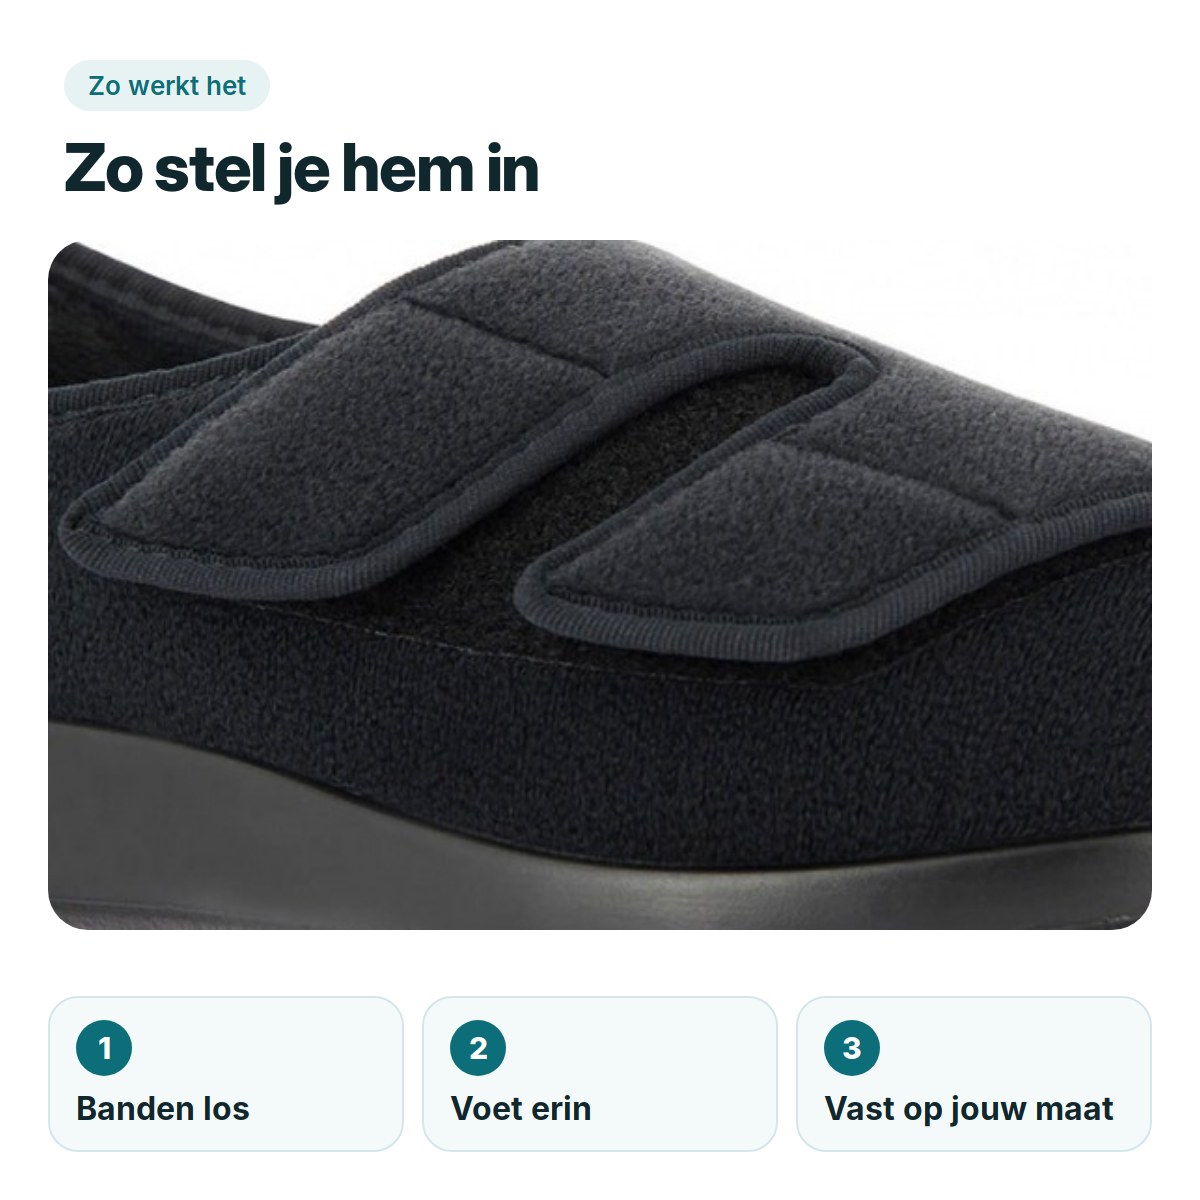 Zo werkt het
Zo stel je hem in
1
Banden los
2
Voet erin
3
Vast op jouw maat